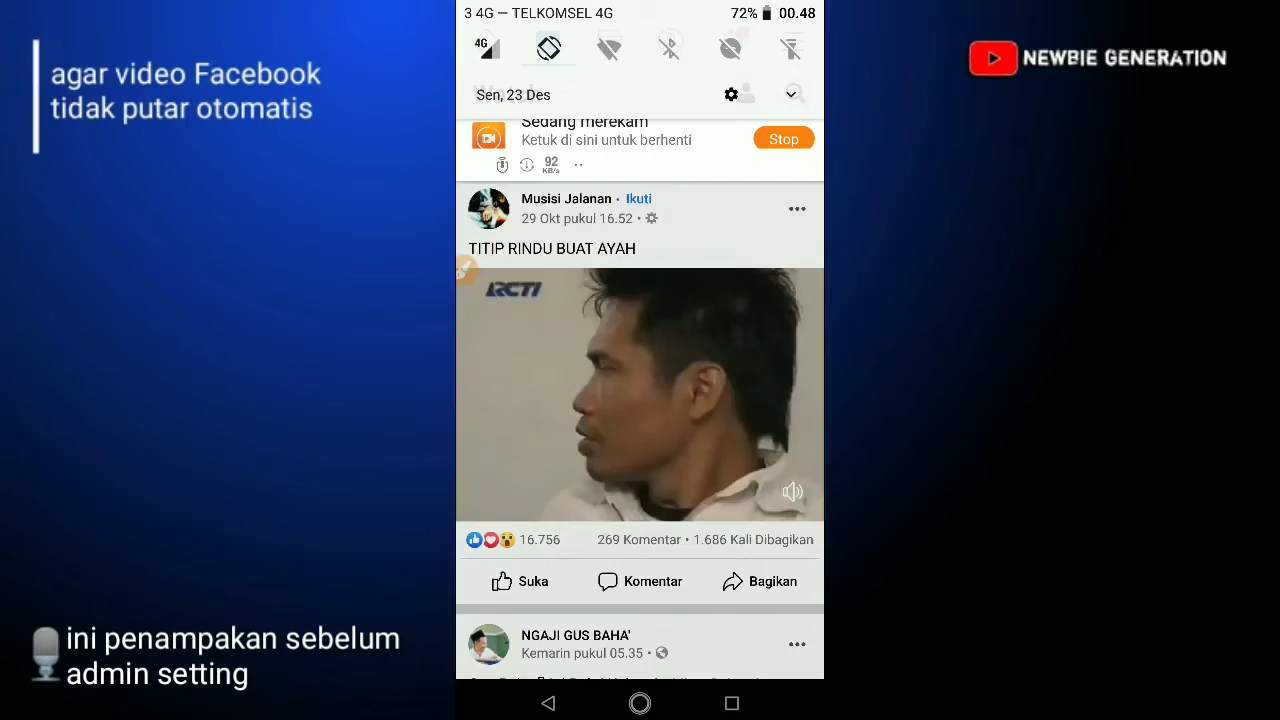 agar video Facebook
tidak putar otomatis
NEWBIE GENERATION
3 4G — TELKOMSEL 4G
72%
00.48
4G
Sen, 23 Des
Sedang merekam
Ketuk di sini untuk berhenti
Stop
92
KB/s
Musisi Jalanan • Ikuti
29 Okt pukul 16.52 •
TITIP RINDU BUAT AYAH
RCTI
16.756
269 Komentar • 1.686 Kali Dibagikan
Suka
Komentar
Bagikan
NGAJI GUS BAHA'
Kemarin pukul 05.35 •
ini penampakan sebelum
admin setting